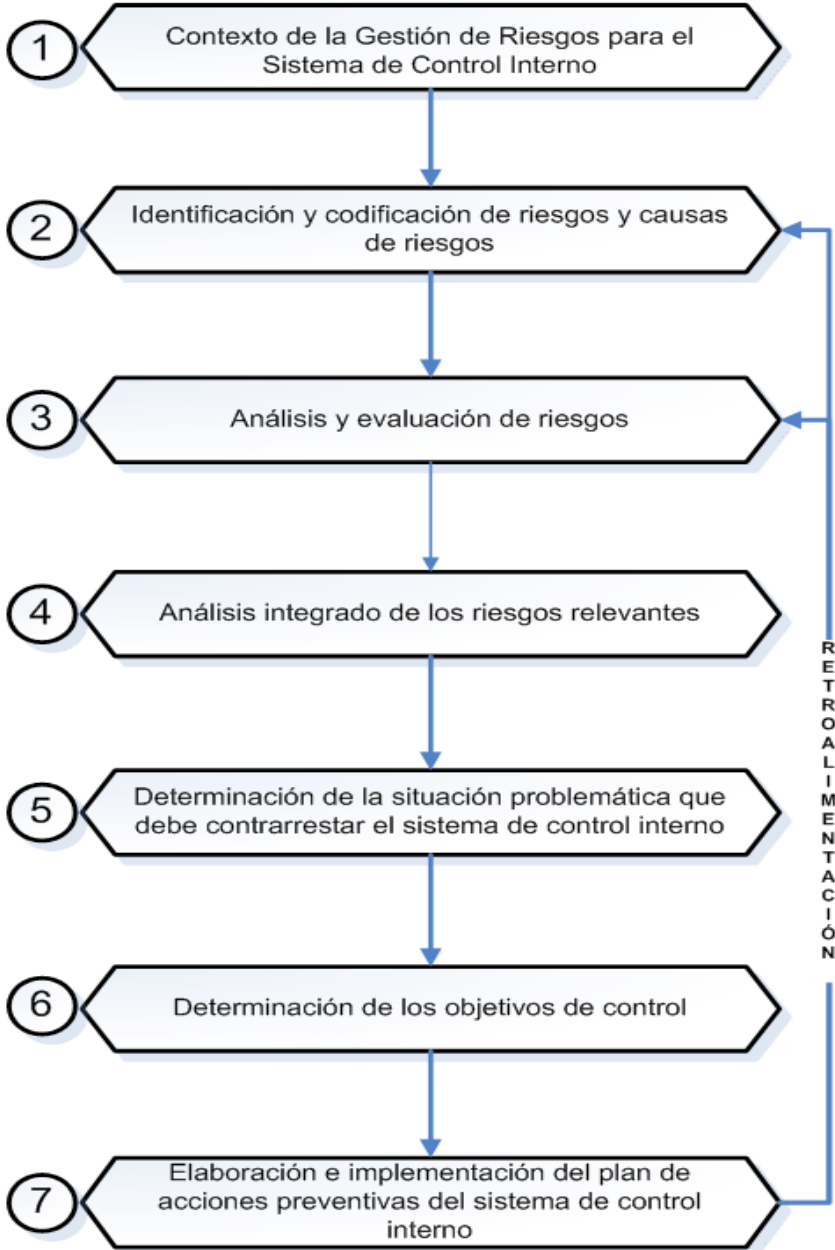 1
Contexto de la Gestión de Riesgos para el
Sistema de Control Interno
2
Identificación y codificación de riesgos y causas
de riesgos
3
Análisis y evaluación de riesgos
4
Análisis integrado de los riesgos relevantes
5
Determinación de la situación problemática que
debe contrarrestar el sistema de control interno
6
Determinación de los objetivos de control
7
Elaboración e implementación del plan de
acciones preventivas del sistema de control
interno
RETROALIMENTACIÓN